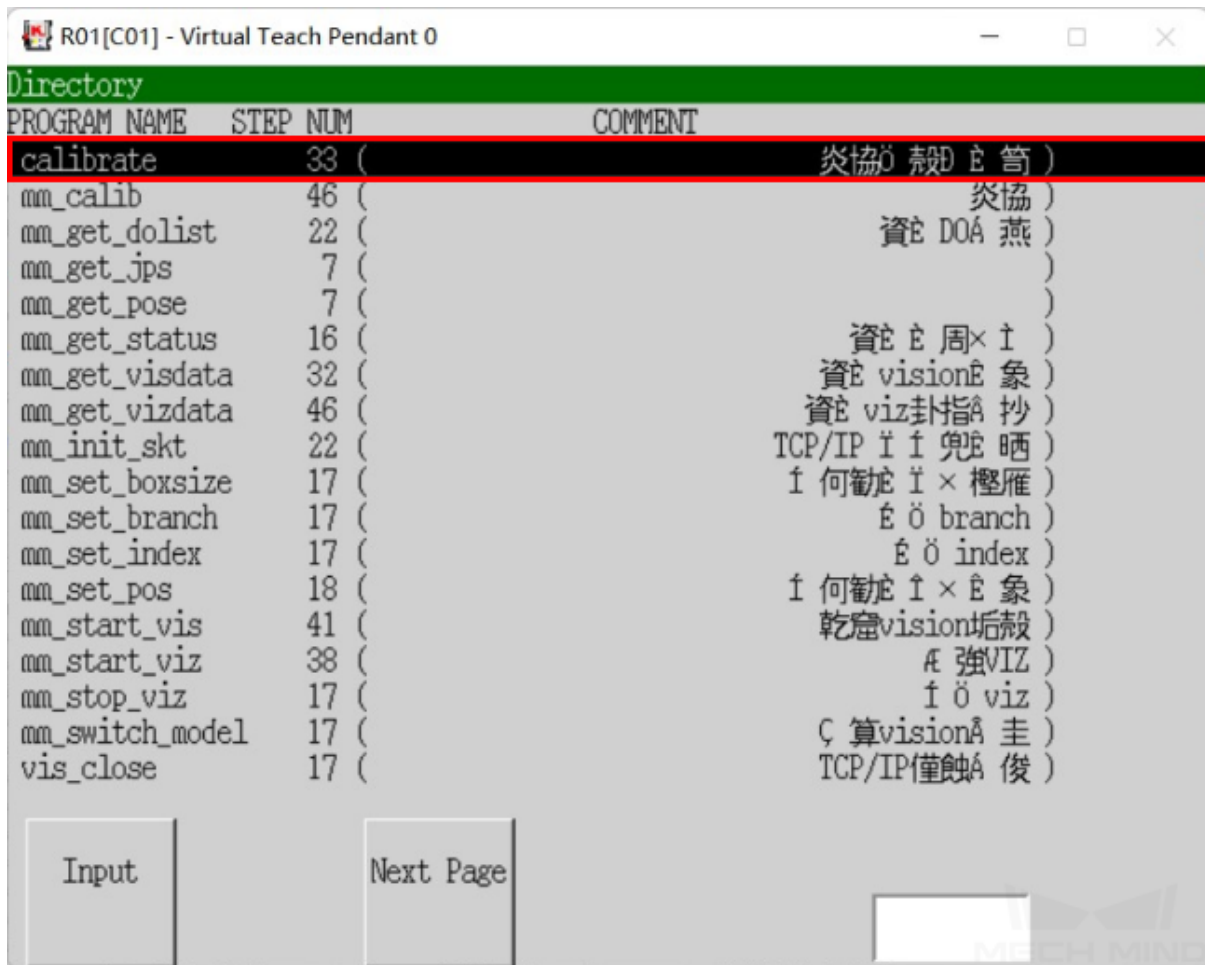 R01[C01] - Virtual Teach Pendant 0
Directory
PROGRAM NAME STEP NUM COMMENT
calibrate 33 ( 炎協Ö 殻Ð È 笥 )
mm_calib 46 ( 炎協 )
mm_get_dolist 22 ( 資È DOÁ 燕 )
mm_get_jps 7 ( )
mm_get_pose 7 ( )
mm_get_status 16 ( 資È È 周× Ì )
mm_get_visdata 32 ( 資È visionÊ 象 )
mm_get_vizdata 46 ( 資È viz卦指Â 抄 )
mm_init_skt 22 ( TCP/IP Ï Í 兜Ê 晒 )
mm_set_boxsize 17 ( Í 何勧È Ï × 樫雁 )
mm_set_branch 17 ( É Ö branch )
mm_set_index 17 ( É Ö index )
mm_set_pos 18 ( Í 何勧È Î × Ê 象 )
mm_start_vis 41 ( 乾窟vision垢殻 )
mm_start_viz 38 ( Æ 強VIZ )
mm_stop_viz 17 ( Í Ö viz )
mm_switch_model 17 ( Ç 算visionÅ 圭 )
vis_close 17 ( TCP/IP僅蝕Á 俊 )
Input Next Page
MECH MIND